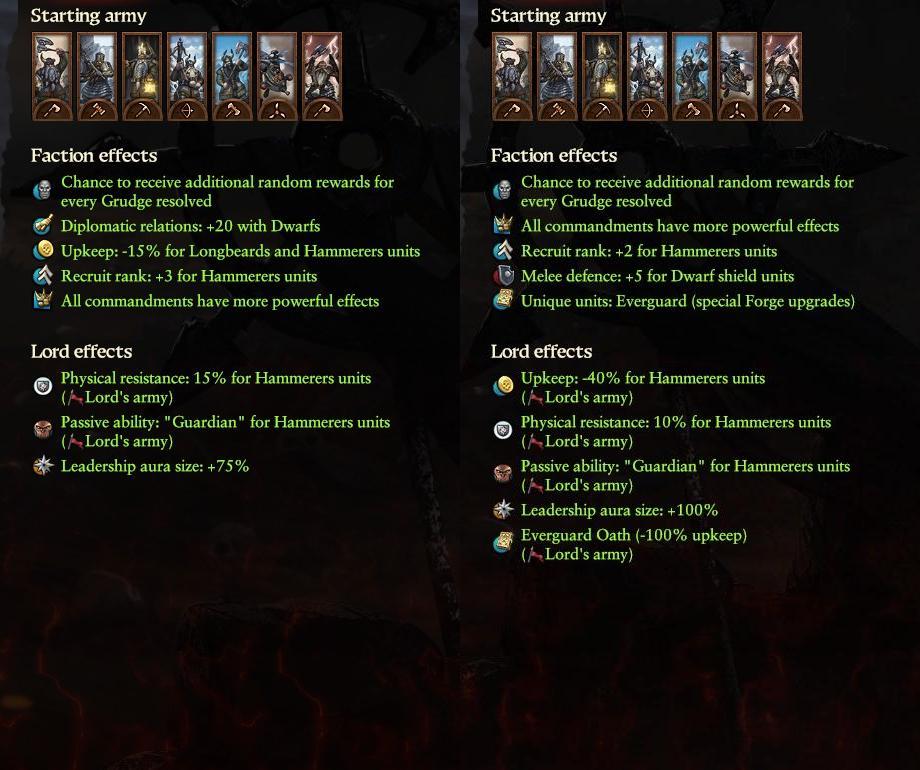 Starting army
Faction effects
Chance to receive additional random rewards for
every Grudge resolved
Diplomatic relations: +20 with Dwarfs
Upkeep: -15% for Longbeards and Hammerers units
Recruit rank: +3 for Hammerers units
All commandments have more powerful effects
Lord effects
Physical resistance: 15% for Hammerers units
(Lord's army)
Passive ability: "Guardian" for Hammerers units
(Lord's army)
Leadership aura size: +75%
Starting army
Faction effects
Chance to receive additional random rewards for
every Grudge resolved
All commandments have more powerful effects
Recruit rank: +2 for Hammerers units
Melee defence: +5 for Dwarf shield units
Unique units: Everguard (special Forge upgrades)
Lord effects
Upkeep: -40% for Hammerers units
(Lord's army)
Physical resistance: 10% for Hammerers units
(Lord's army)
Passive ability: "Guardian" for Hammerers units
(Lord's army)
Leadership aura size: +100%
Everguard Oath (-100% upkeep)
(Lord's army)